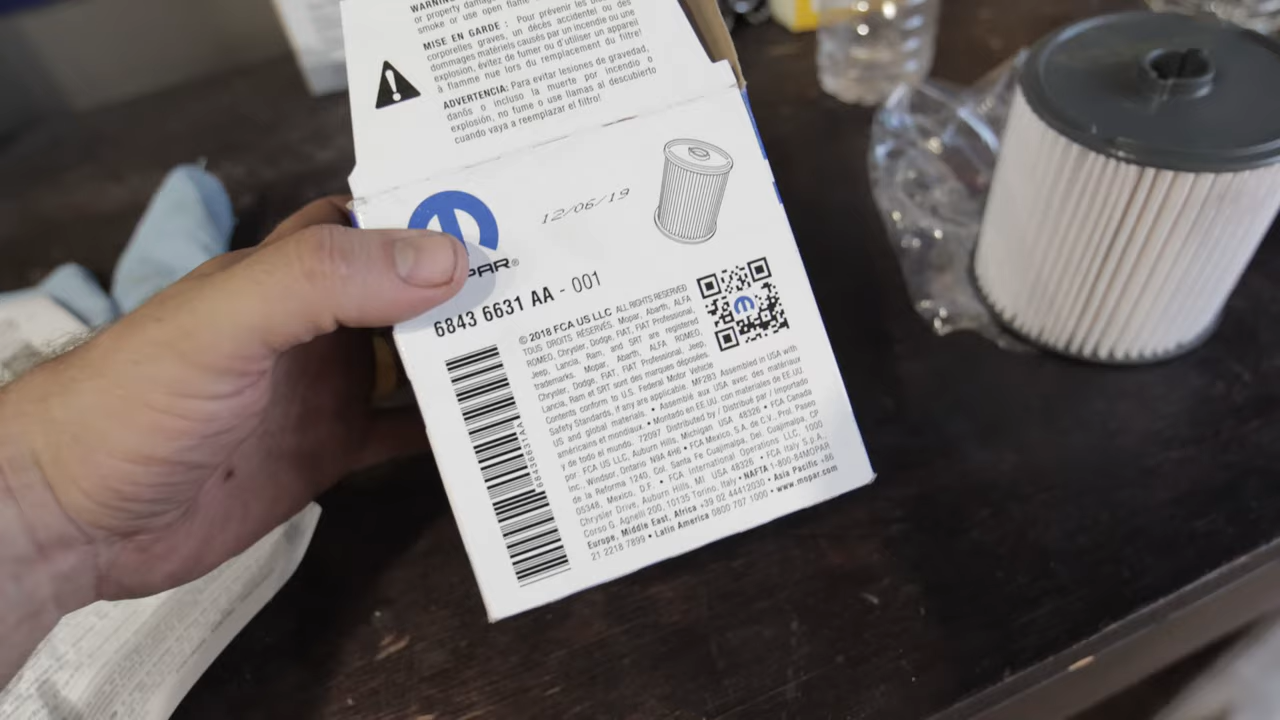 WARNING
or property damage
smoke or use open flame
MISE EN GARDE : Pour prévenir les
corporelles graves, un décès accidentel ou des
dommages matériels causés par un incendie ou une
explosion, évitez de fumer ou d'utiliser un appareil
à flamme nue lors du remplacement du filtre!
ADVERTENCIA: Para evitar lesiones de gravedad,
danõs o incluso la muerte por incendio o
explosión, no fume o use llamas al descubierto
cuando vaya a reemplazar el filtro!
12/06/19
PAR®
6843 6631 AA - 001
68436631AA
© 2018 FCA US LLC ALL RIGHTS RESERVED
TOUS DROITS RÉSERVÉS. Mopar, Abarth, ALFA
ROMEO, Chrysler, Dodge, FIAT, FIAT Professional,
Jeep, Lancia, Ram, and SRT are registered
trademarks. Mopar, Abarth, ALFA ROMEO,
Chrysler, Dodge, FIAT, FIAT Professional, Jeep,
Lancia, Ram et SRT sont des marques déposées.
Contents conform to U.S. Federal Motor Vehicle
Safety Standards, if any are applicable. MF2B3 Assembled in USA with
US and global materials. • Assemblé aux USA avec des matériaux
américains et mondiaux. • Montado en EE.UU. con materiales de EE.UU
y de todo el mundo. 72097 Distributed by / Distribué par / Importado
por: FCA US LLC, Auburn Hills, Michigan USA 48326 • FCA Canada
Inc., Windsor, Ontario N9A 4H6 • FCA Mexico, S.A. de C.V., Prol. Paseo
de la Reforma 1240, Col. Santa Fe Cuajimalpa, Del. Cuajimalpa, CP
05348, Mexico, D.F. • FCA International Operations LLC, 1000
Chrysler Drive, Auburn Hills, MI USA 48326 • FCA Italy S.p.A.,
Corso G. Agnelli 200, 10135 Torino, Italy • NAFTA 1-800-84MOPAR
Europe, Middle East, Africa +39 02 44412030 • Asia Pacific +86
21 2218 7899 • Latin America 0800 707 1000 • www.mopar.com